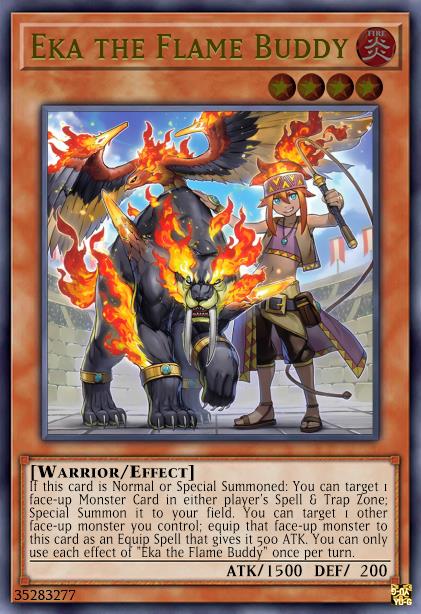 EKA THE FLAME BUDDY
FIRE
炎
[WARRIOR/EFFECT]
If this card is Normal or Special Summoned: You can target 1
face-up Monster Card in either player's Spell & Trap Zone;
Special Summon it to your field. You can target 1 other
face-up monster you control; equip that face-up monster to
this card as an Equip Spell that gives it 500 ATK. You can only
use each effect of "Eka the Flame Buddy" once per turn.
ATK/1500 DEF/ 200
35283277